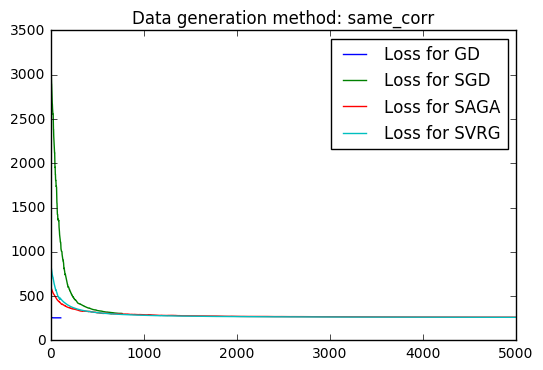 Data generation method: same_corr
3500
3000
2500
2000
1500
1000
500
0
Loss for GD
Loss for SGD
Loss for SAGA
Loss for SVRG
0 1000 2000 3000 4000 5000